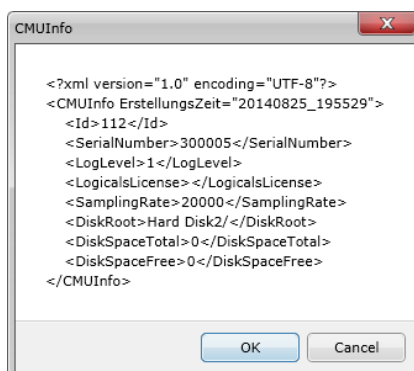 CMUInfo
<?xml version="1.0" encoding="UTF-8"?>
<CMUInfo ErstellungsZeit="20140825_195529">
<Id>112</Id>
<SerialNumber>300005</SerialNumber>
<LogLevel>1</LogLevel>
<LogicalsLicense></LogicalsLicense>
<SamplingRate>20000</SamplingRate>
<DiskRoot>Hard Disk2/</DiskRoot>
<DiskSpaceTotal>0</DiskSpaceTotal>
<DiskSpaceFree>0</DiskSpaceFree>
</CMUInfo>
OK Cancel